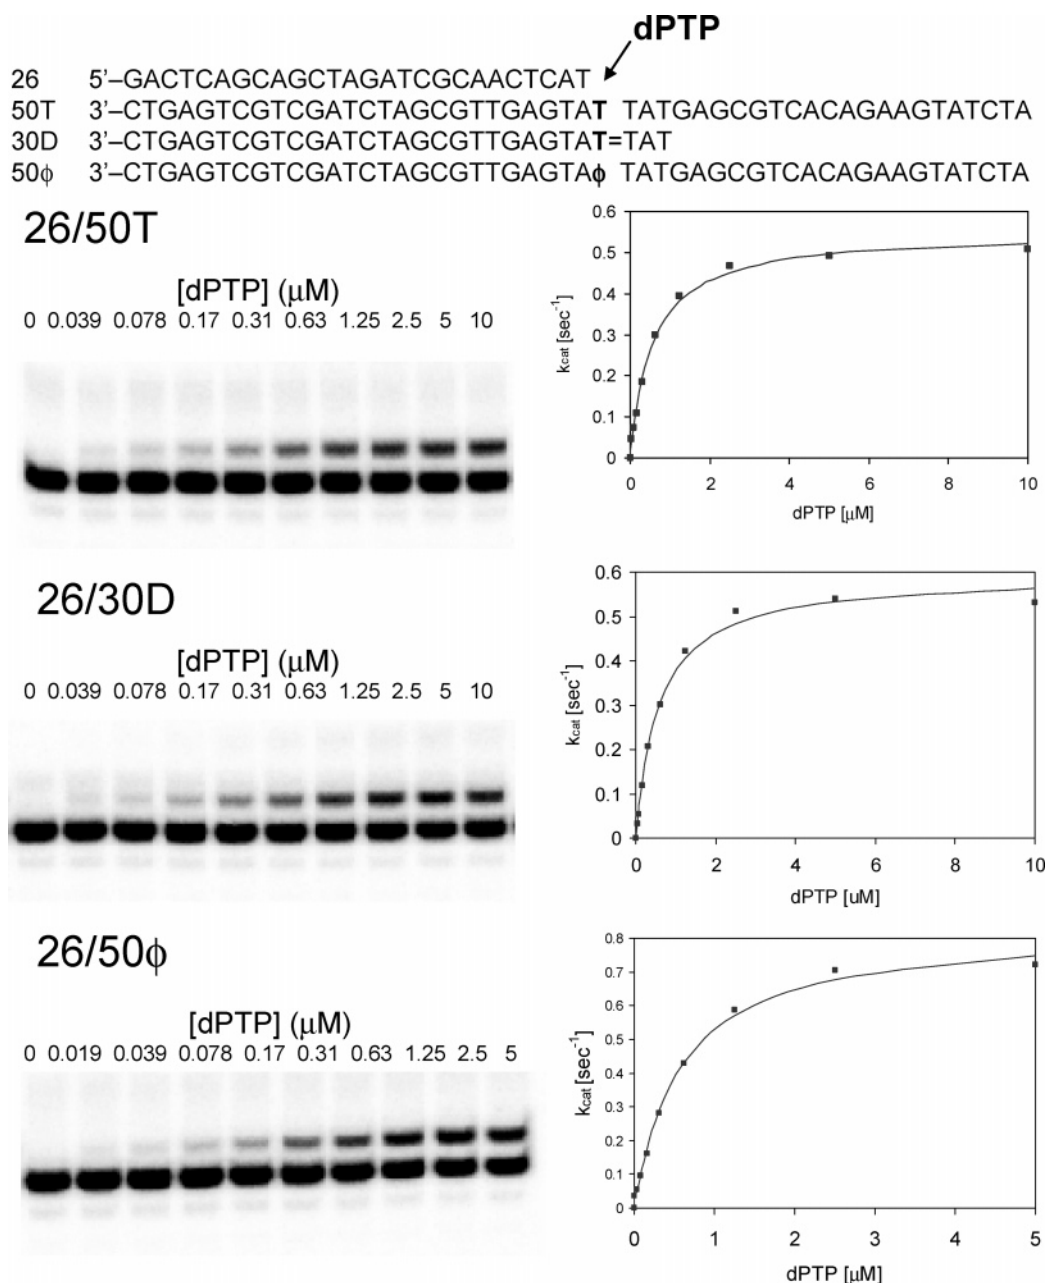 dPTP
26 5'–GACTCAGCAGCTAGATCGCAACTCAT
50T 3'–CTGAGTCGTCGATCTAGCGTTGAGTAT TATGAGCGTCACAGAAGTATCTA
30D 3'–CTGAGTCGTCGATCTAGCGTTGAGTAT=TAT
50ϕ 3'–CTGAGTCGTCGATCTAGCGTTGAGTAϕ TATGAGCGTCACAGAAGTATCTA
26/50T
[dPTP] (μM)
0 0.039 0.078 0.17 0.31 0.63 1.25 2.5 5 10
0.6
0.5
0.4
0.3
0.2
0.1
0
kcat [sec-1]
0 2 4 6 8 10
dPTP [μM]
26/30D
[dPTP] (μM)
0 0.039 0.078 0.17 0.31 0.63 1.25 2.5 5 10
0.6
0.5
0.4
0.3
0.2
0.1
0
kcat [sec-1]
0 2 4 6 8 10
dPTP [uM]
26/50ϕ
[dPTP] (μM)
0 0.019 0.039 0.078 0.17 0.31 0.63 1.25 2.5 5
0.8
0.7
0.6
0.5
0.4
0.3
0.2
0.1
0
kcat [sec-1]
0 1 2 3 4 5
dPTP [μM]